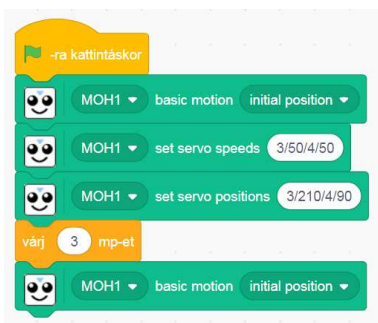 -ra kattintáskor
MOH1 basic motion initial position
MOH1 set servo speeds 3/50/4/50
MOH1 set servo positions 3/210/4/90
várj 3 mp-et
MOH1 basic motion initial position